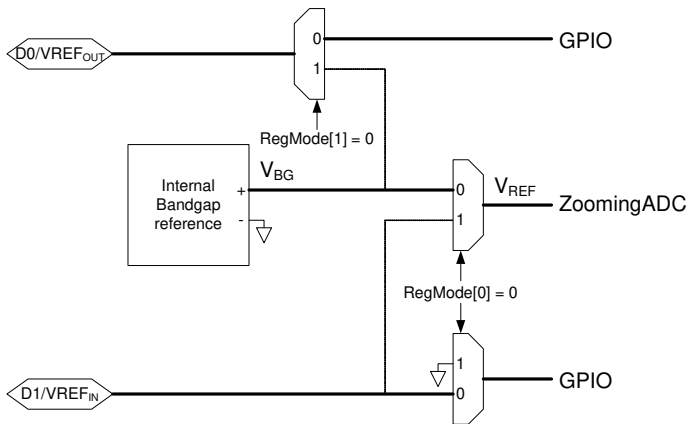 D0/VREFOUT
0
GPIO
1
RegMode[1] = 0
VBG
Internal
Bandgap
reference
+
-
0
VREF
ZoomingADC
1
RegMode[0] = 0
1
GPIO
D1/VREFIN
0